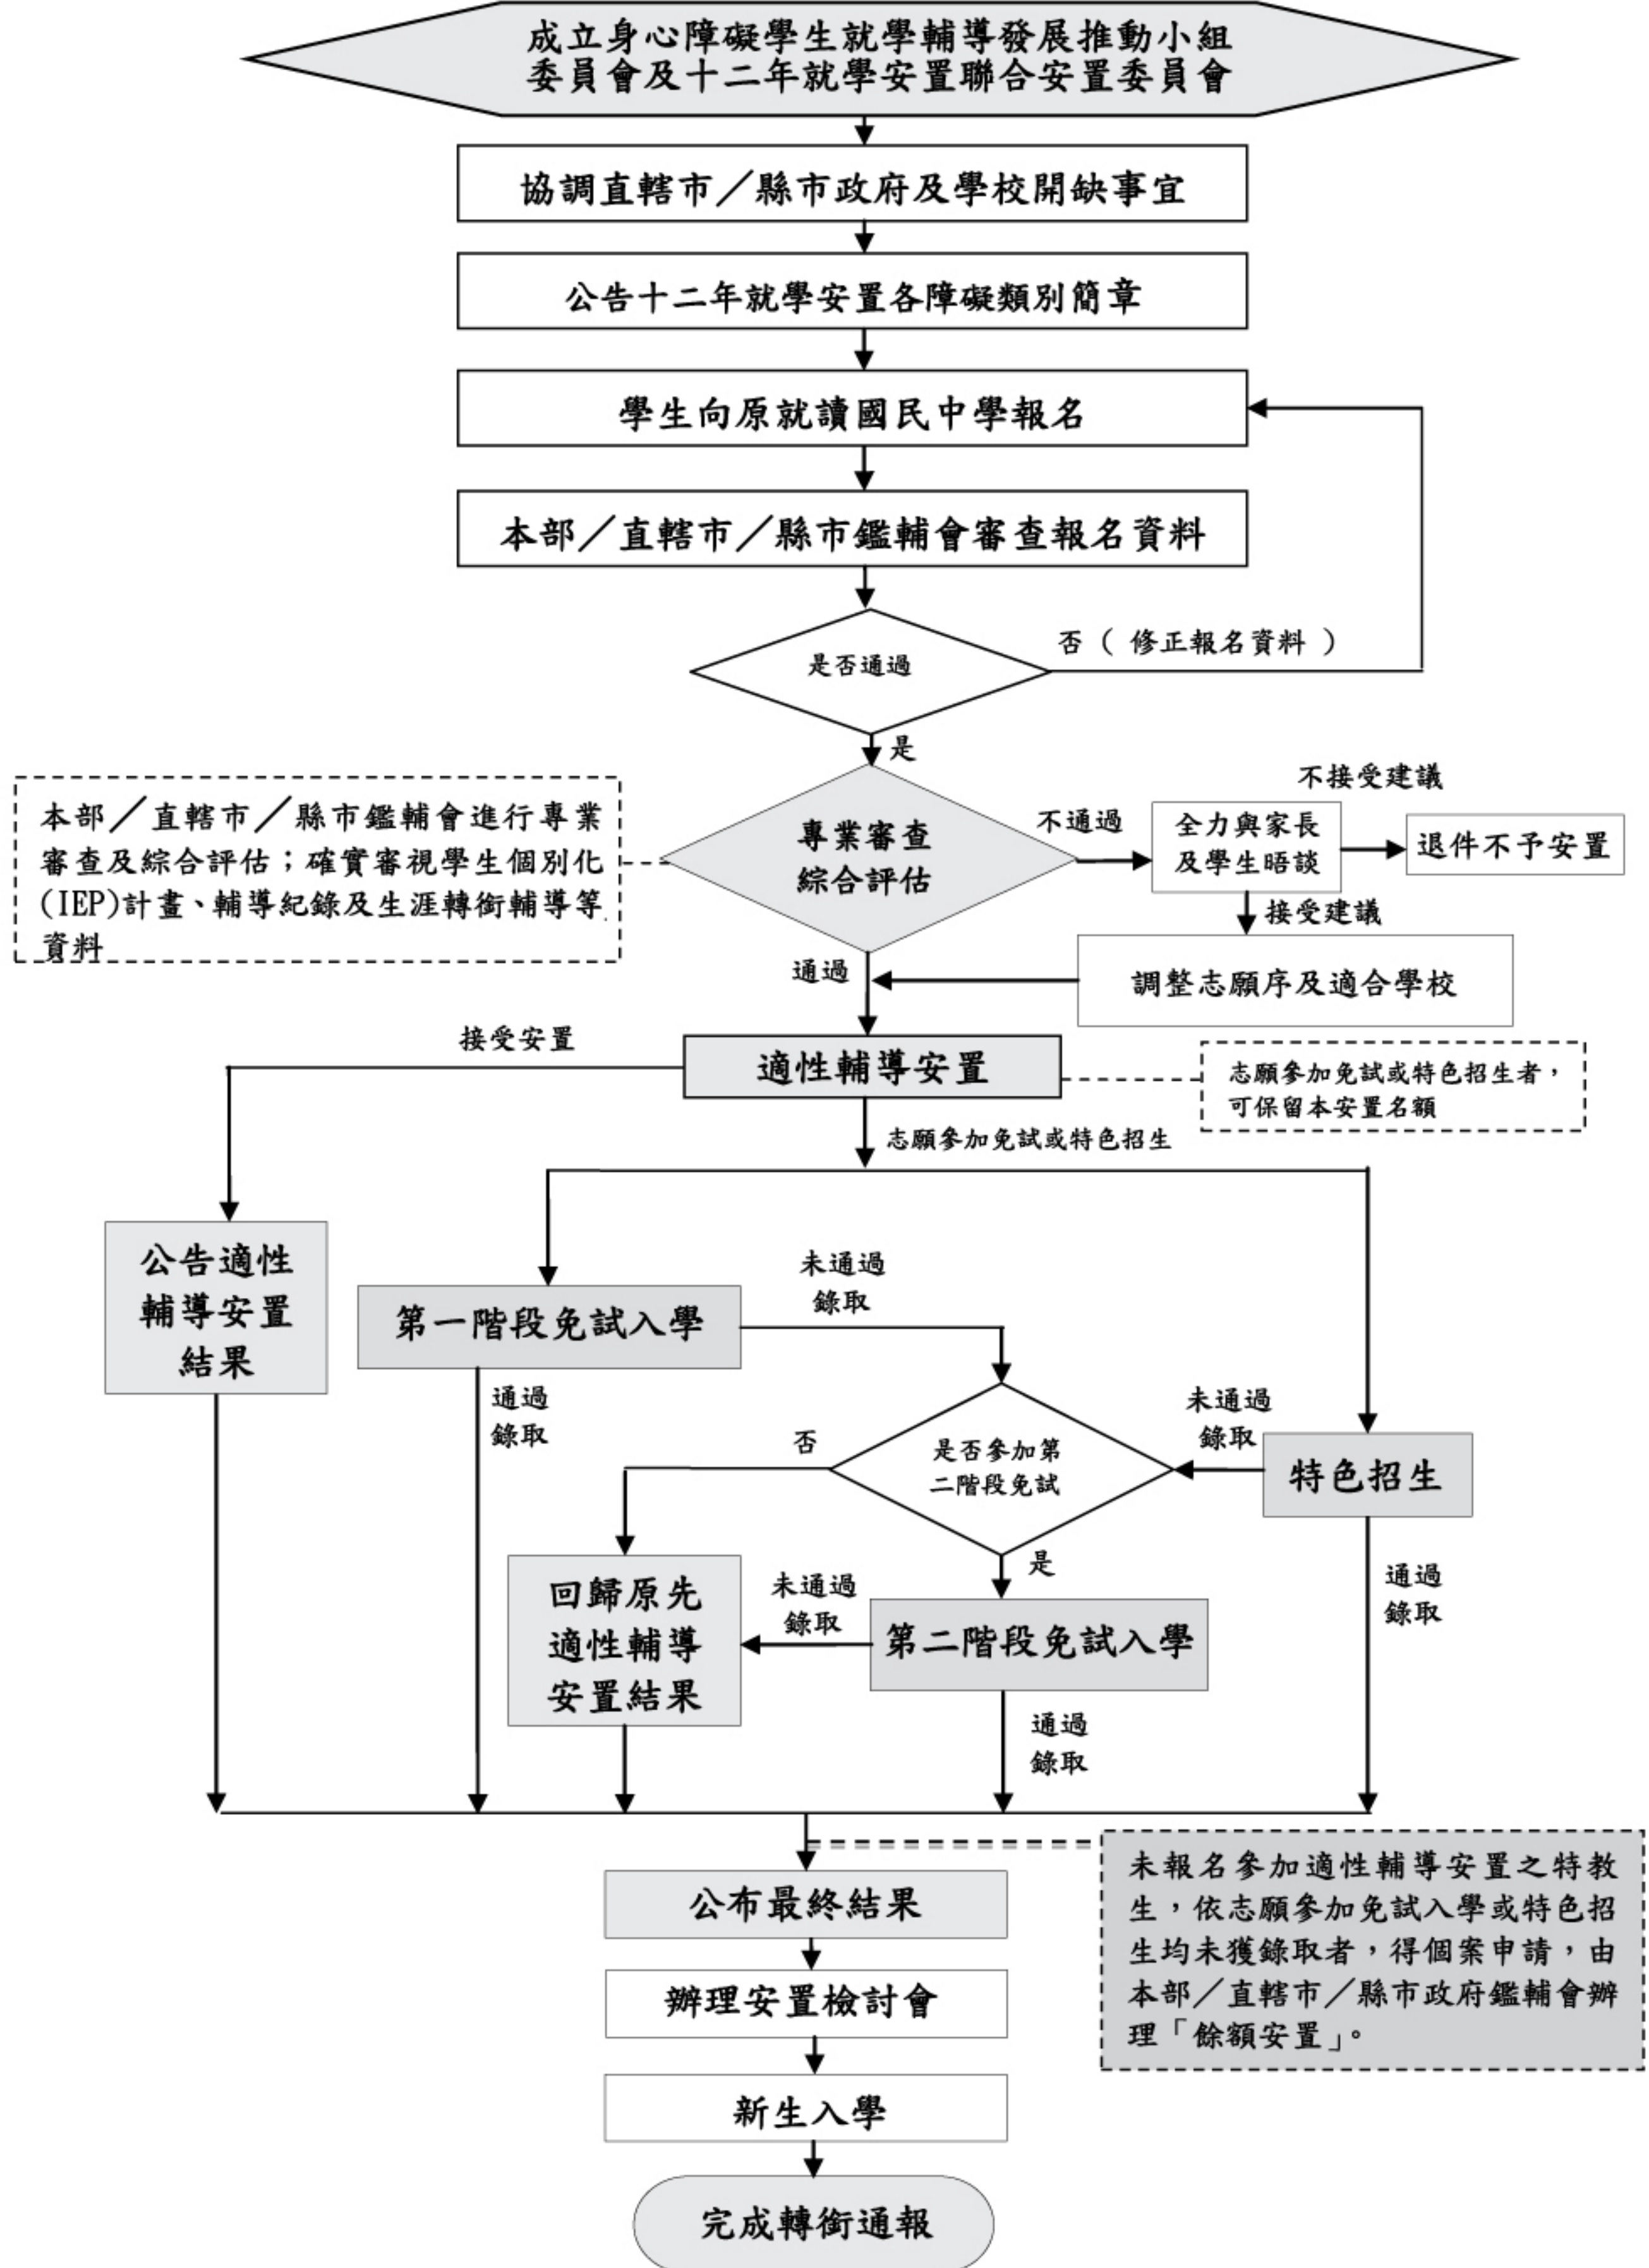 成立身心障礙學生就學輔導發展推動小組
委員會及十二年就學安置聯合安置委員會
協調直轄市／縣市政府及學校開缺事宜
公告十二年就學安置各障礙類別簡章
學生向原就讀國民中學報名
本部／直轄市／縣市鑑輔會審查報名資料
是否通過
否（ 修正報名資料 ）
是
本部／直轄市／縣市鑑輔會進行專業
審查及綜合評估；確實審視學生個別化
(IEP)計畫、輔導紀錄及生涯轉銜輔導等
資料
專業審查
綜合評估
不通過
全力與家長
及學生晤談
不接受建議
退件不予安置
接受建議
調整志願序及適合學校
通過
接受安置
適性輔導安置
志願參加免試或特色招生者，
可保留本安置名額
志願參加免試或特色招生
公告適性
輔導安置
結果
第一階段免試入學
未通過
錄取
通過
錄取
是否參加第
二階段免試
否
未通過
錄取
特色招生
是
通過
錄取
回歸原先
適性輔導
安置結果
未通過
錄取
第二階段免試入學
通過
錄取
公布最終結果
未報名參加適性輔導安置之特教
生，依志願參加免試入學或特色招
生均未獲錄取者，得個案申請，由
本部／直轄市／縣市政府鑑輔會辦
理「餘額安置」。
辦理安置檢討會
新生入學
完成轉銜通報